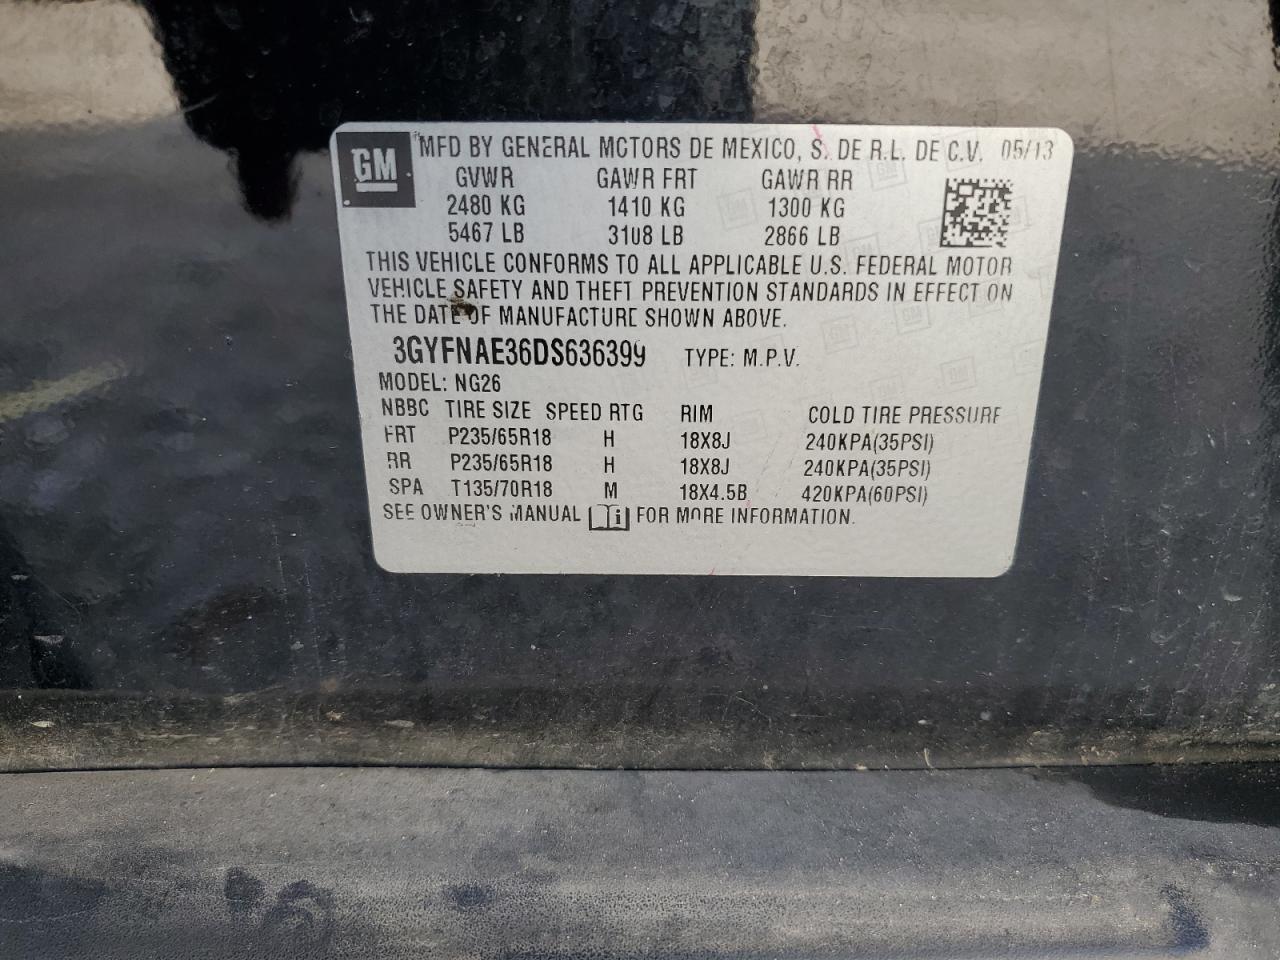 GM MFD BY GENERAL MOTORS DE MEXICO, S. DE R.L. DE C.V. 05/13
GVWR GAWR FRT GAWR RR
2480 KG 1410 KG 1300 KG
5467 LB 3108 LB 2866 LB
THIS VEHICLE CONFORMS TO ALL APPLICABLE U.S. FEDERAL MOTOR
VEHICLE SAFETY AND THEFT PREVENTION STANDARDS IN EFFECT ON
THE DATE OF MANUFACTURE SHOWN ABOVE.
3GYFNAE36DS636399 TYPE: M.P.V.
MODEL: NG26
NBBC TIRE SIZE SPEED RTG RIM COLD TIRE PRESSURE
FRT P235/65R18 H 18X8J 240KPA(35PSI)
RR P235/65R18 H 18X8J 240KPA(35PSI)
SPA T135/70R18 M 18X4.5B 420KPA(60PSI)
SEE OWNER'S MANUAL i FOR MORE INFORMATION.